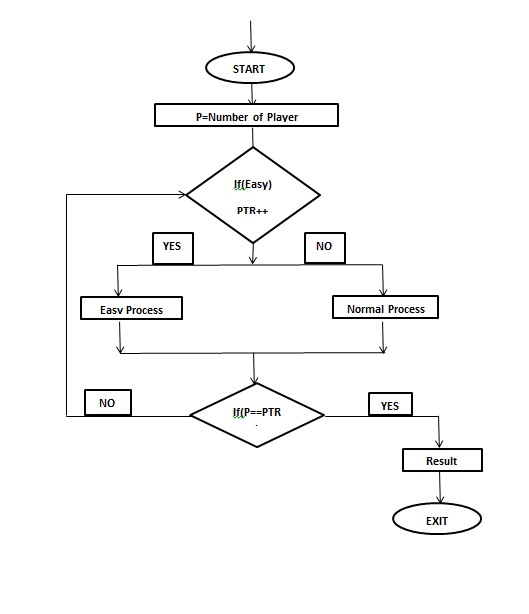 START
P=Number of Player
If(Easy)
PTR++
YES
NO
Easy Process
Normal Process
NO
If(P==PTR
.
YES
Result
EXIT